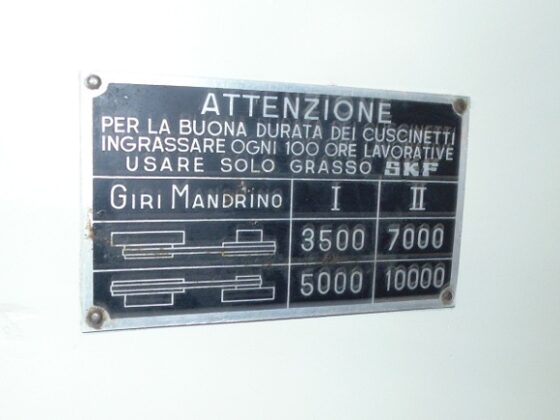 ATTENZIONE
PER LA BUONA DURATA DEI CUSCINETTI
INGRASSARE OGNI 100 ORE LAVORATIVE
USARE SOLO GRASSO SKF
GIRI MANDRINO I II
3500 7000
5000 10000